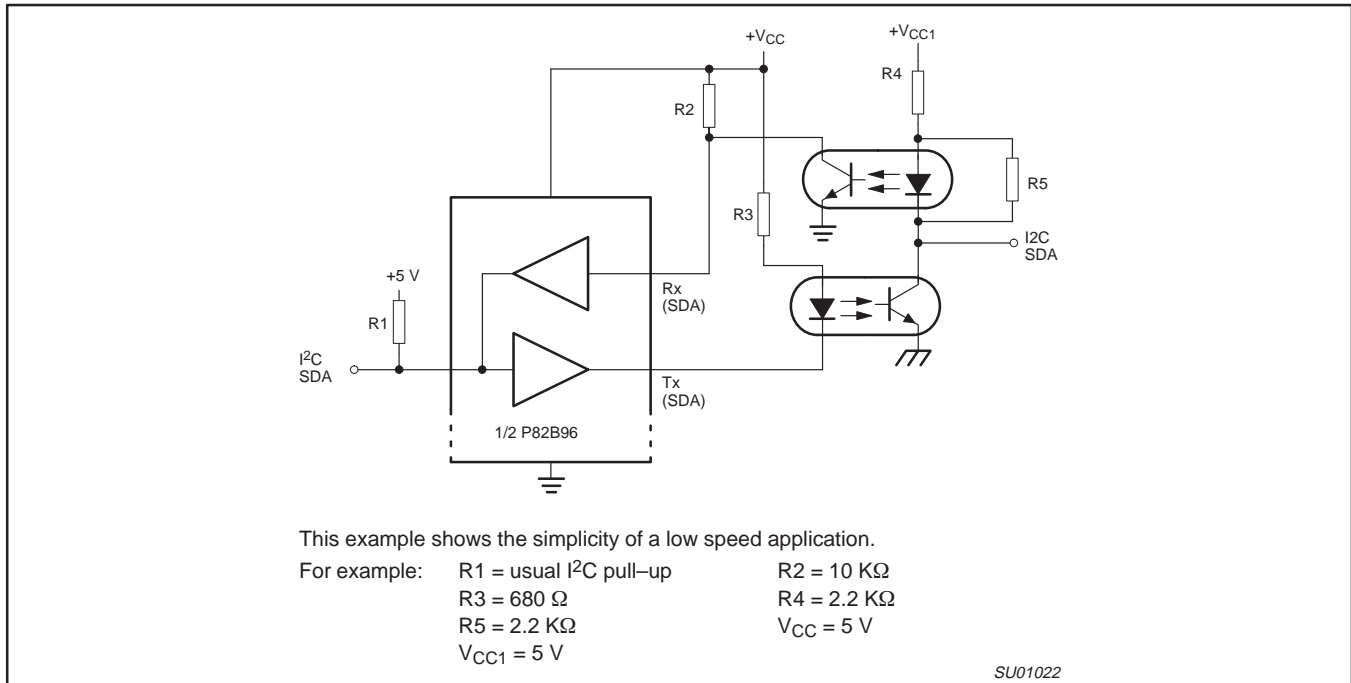 +VCC
+VCC1
R4
R2
R5
R3
I2C
SDA
+5 V
Rx
(SDA)
R1
I²C
SDA
Tx
(SDA)
1/2 P82B96
This example shows the simplicity of a low speed application.
For example: R1 = usual I²C pull–up R2 = 10 KΩ
R3 = 680 Ω R4 = 2.2 KΩ
R5 = 2.2 KΩ VCC = 5 V
VCC1 = 5 V
SU01022